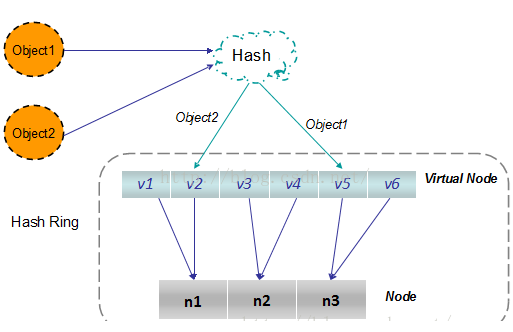 Object1
Hash
Object2
Object2
Object1
v1 v2 v3 v4 v5 v6
Virtual Node
Hash Ring
n1 n2 n3
Node